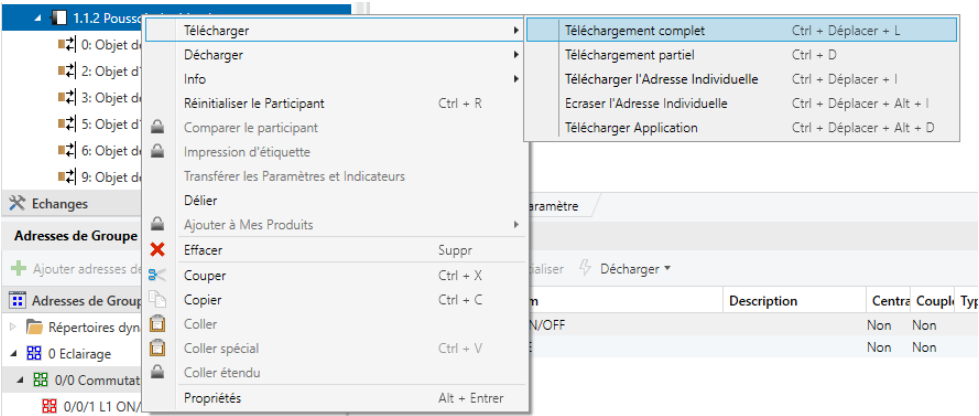 1.1.2 Pousso
0: Objet de
2: Objet d'
3: Objet de
5: Objet d'
6: Objet de
9: Objet de
Echanges
Adresses de Groupe
Ajouter adresses de
Adresses de Group
Répertoires dyn
0 Eclairage
0/0 Commutat
0/0/1 L1 ON/
Télécharger
Décharger
Info
Réinitialiser le Participant Ctrl + R
Comparer le participant
Impression d'étiquette
Transférer les Paramètres et Indicateurs
Délier
Ajouter à Mes Produits
Effacer Suppr
Couper Ctrl + X
Copier Ctrl + C
Coller
Coller spécial Ctrl + V
Coller étendu
Propriétés Alt + Entrer
Téléchargement complet Ctrl + Déplacer + L
Téléchargement partiel Ctrl + D
Télécharger l'Adresse Individuelle Ctrl + Déplacer + I
Ecraser l'Adresse Individuelle Ctrl + Déplacer + Alt + I
Télécharger Application Ctrl + Déplacer + Alt + D
aramètre
ialiser Décharger
m Description Centra Couple Typ
N/OFF Non Non
E Non Non